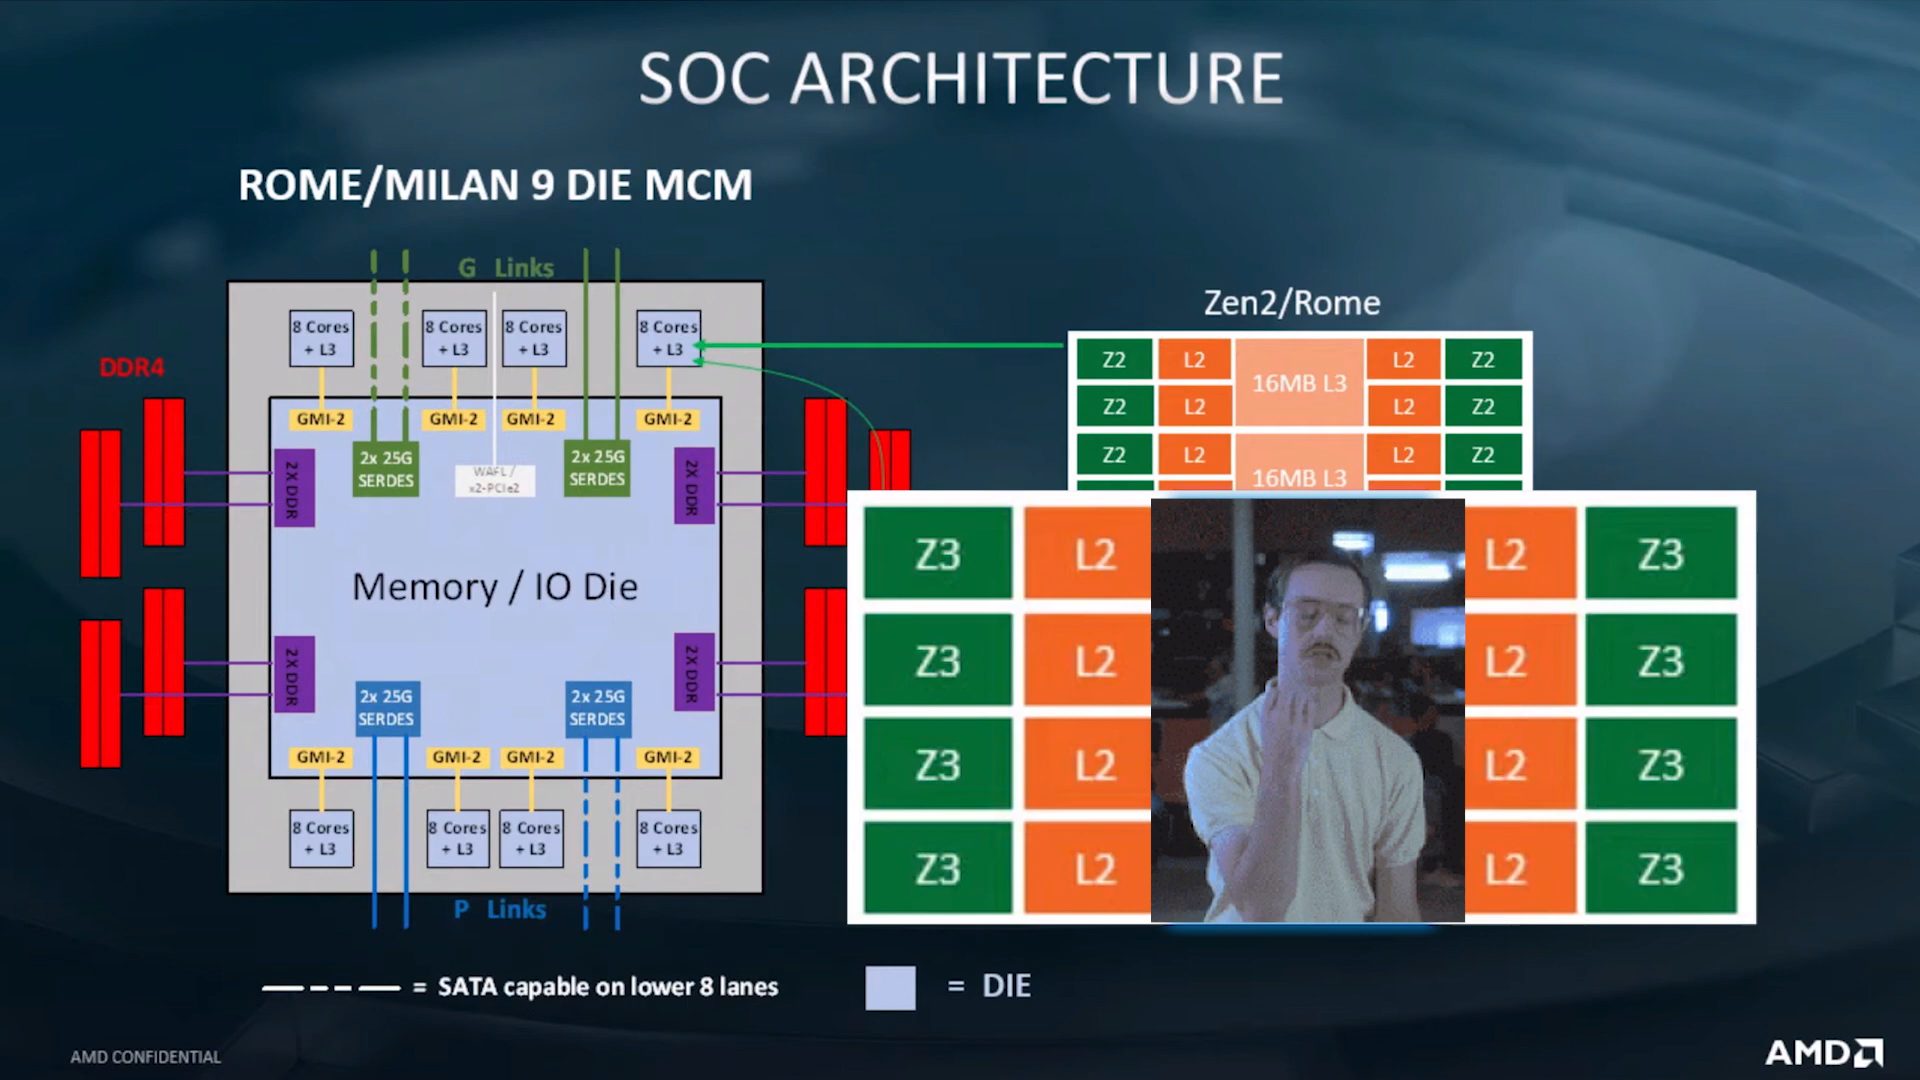 SOC ARCHITECTURE
ROME/MILAN 9 DIE MCM
G Links
8 Cores + L3
8 Cores + L3
8 Cores + L3
8 Cores + L3
DDR4
GMI-2
GMI-2
GMI-2
GMI-2
2x 25G SERDES
WAFL / x2-PCIe2
2x 25G SERDES
2X DDR
2X DDR
Memory / IO Die
2X DDR
2X DDR
2x 25G SERDES
2x 25G SERDES
GMI-2
GMI-2
GMI-2
GMI-2
8 Cores + L3
8 Cores + L3
8 Cores + L3
8 Cores + L3
P Links
Zen2/Rome
Z2 L2 16MB L3 L2 Z2
Z2 L2 L2 Z2
Z2 L2 16MB L3 L2 Z2
Z3 L2 L2 Z3
Z3 L2 L2 Z3
Z3 L2 L2 Z3
Z3 L2 L2 Z3
= SATA capable on lower 8 lanes
= DIE
AMD CONFIDENTIAL
AMD